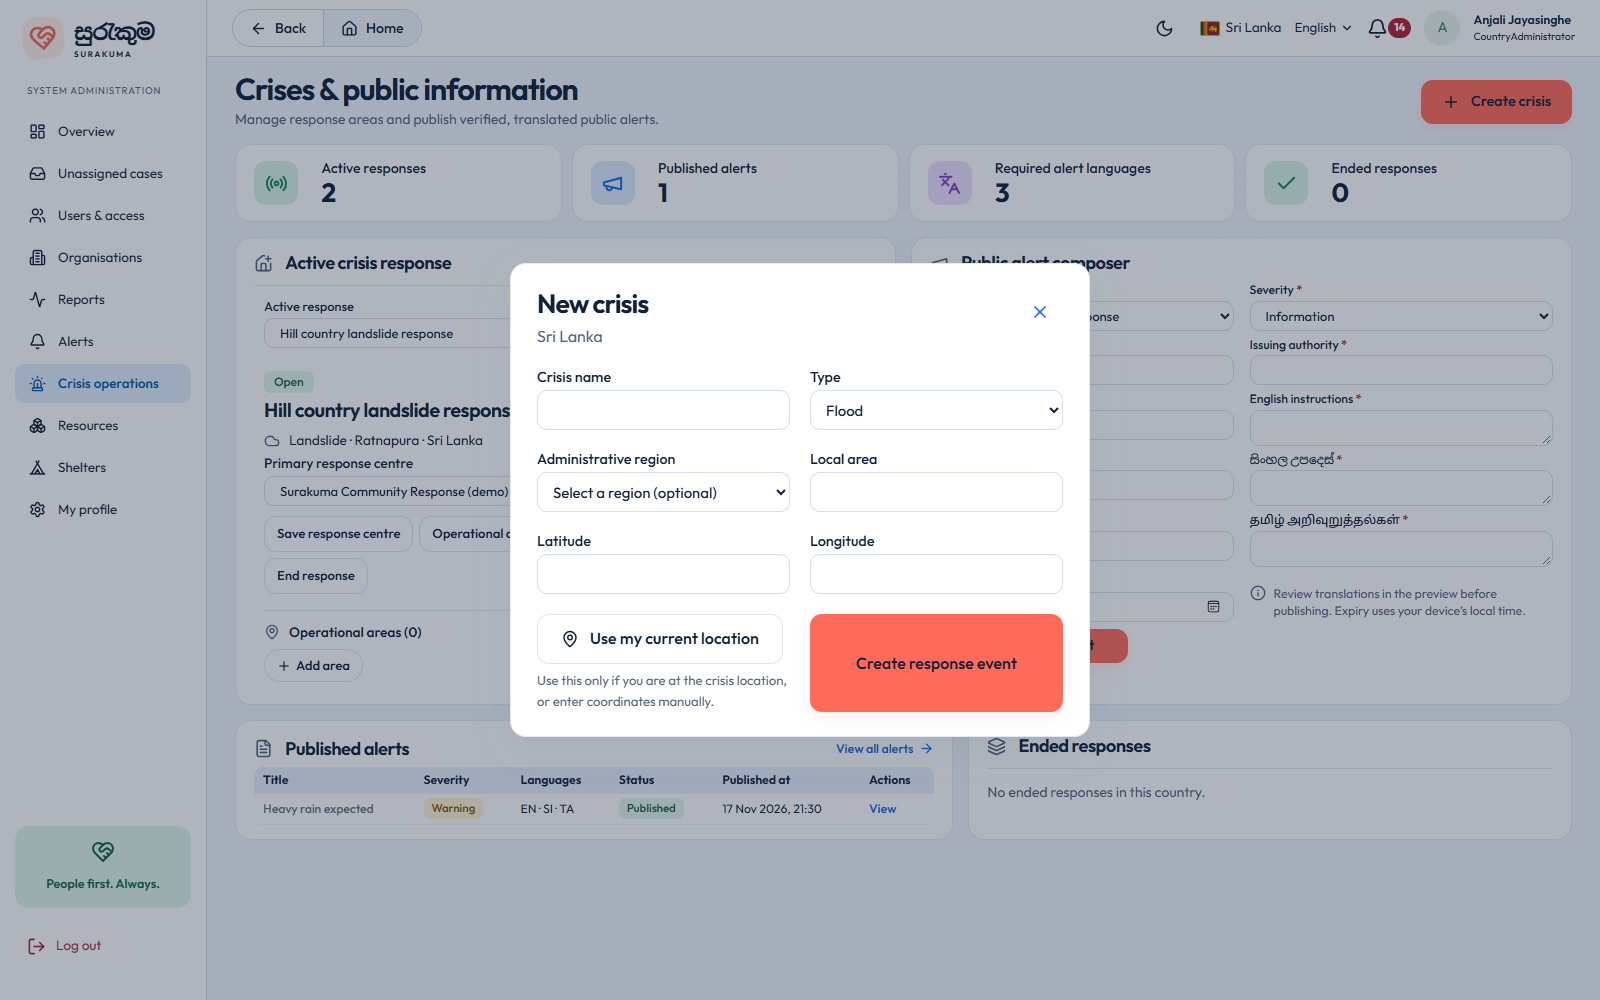 සුරැකුම
SURAKUMA
SYSTEM ADMINISTRATION
Overview
Unassigned cases
Users & access
Organisations
Reports
Alerts
Crisis operations
Resources
Shelters
My profile
People first. Always.
Log out
Back
Home
Sri Lanka
English
14
A
Anjali Jayasinghe
CountryAdministrator
Crises & public information
Manage response areas and publish verified, translated public alerts.
Create crisis
Active responses
2
Published alerts
1
Required alert languages
3
Ended responses
0
Active crisis response
Active response
Hill country landslide response
Open
Hill country landslide respons
Landslide · Ratnapura · Sri Lanka
Primary response centre
Surakuma Community Response (demo)
Save response centre
Operational
End response
Operational areas (0)
Add area
Public alert composer
Severity *
Information
Issuing authority *
English instructions *
සිංහල උපදෙස් *
தமிழ் அறிவுறுத்தல்கள் *
Review translations in the preview before
publishing. Expiry uses your device's local time.
New crisis
Sri Lanka
Crisis name
Type
Flood
Administrative region
Local area
Select a region (optional)
Latitude
Longitude
Use my current location
Use this only if you are at the crisis location,
or enter coordinates manually.
Create response event
Published alerts
View all alerts
Title Severity Languages Status Published at Actions
Heavy rain expected Warning EN · SI · TA Published 17 Nov 2026, 21:30 View
Ended responses
No ended responses in this country.